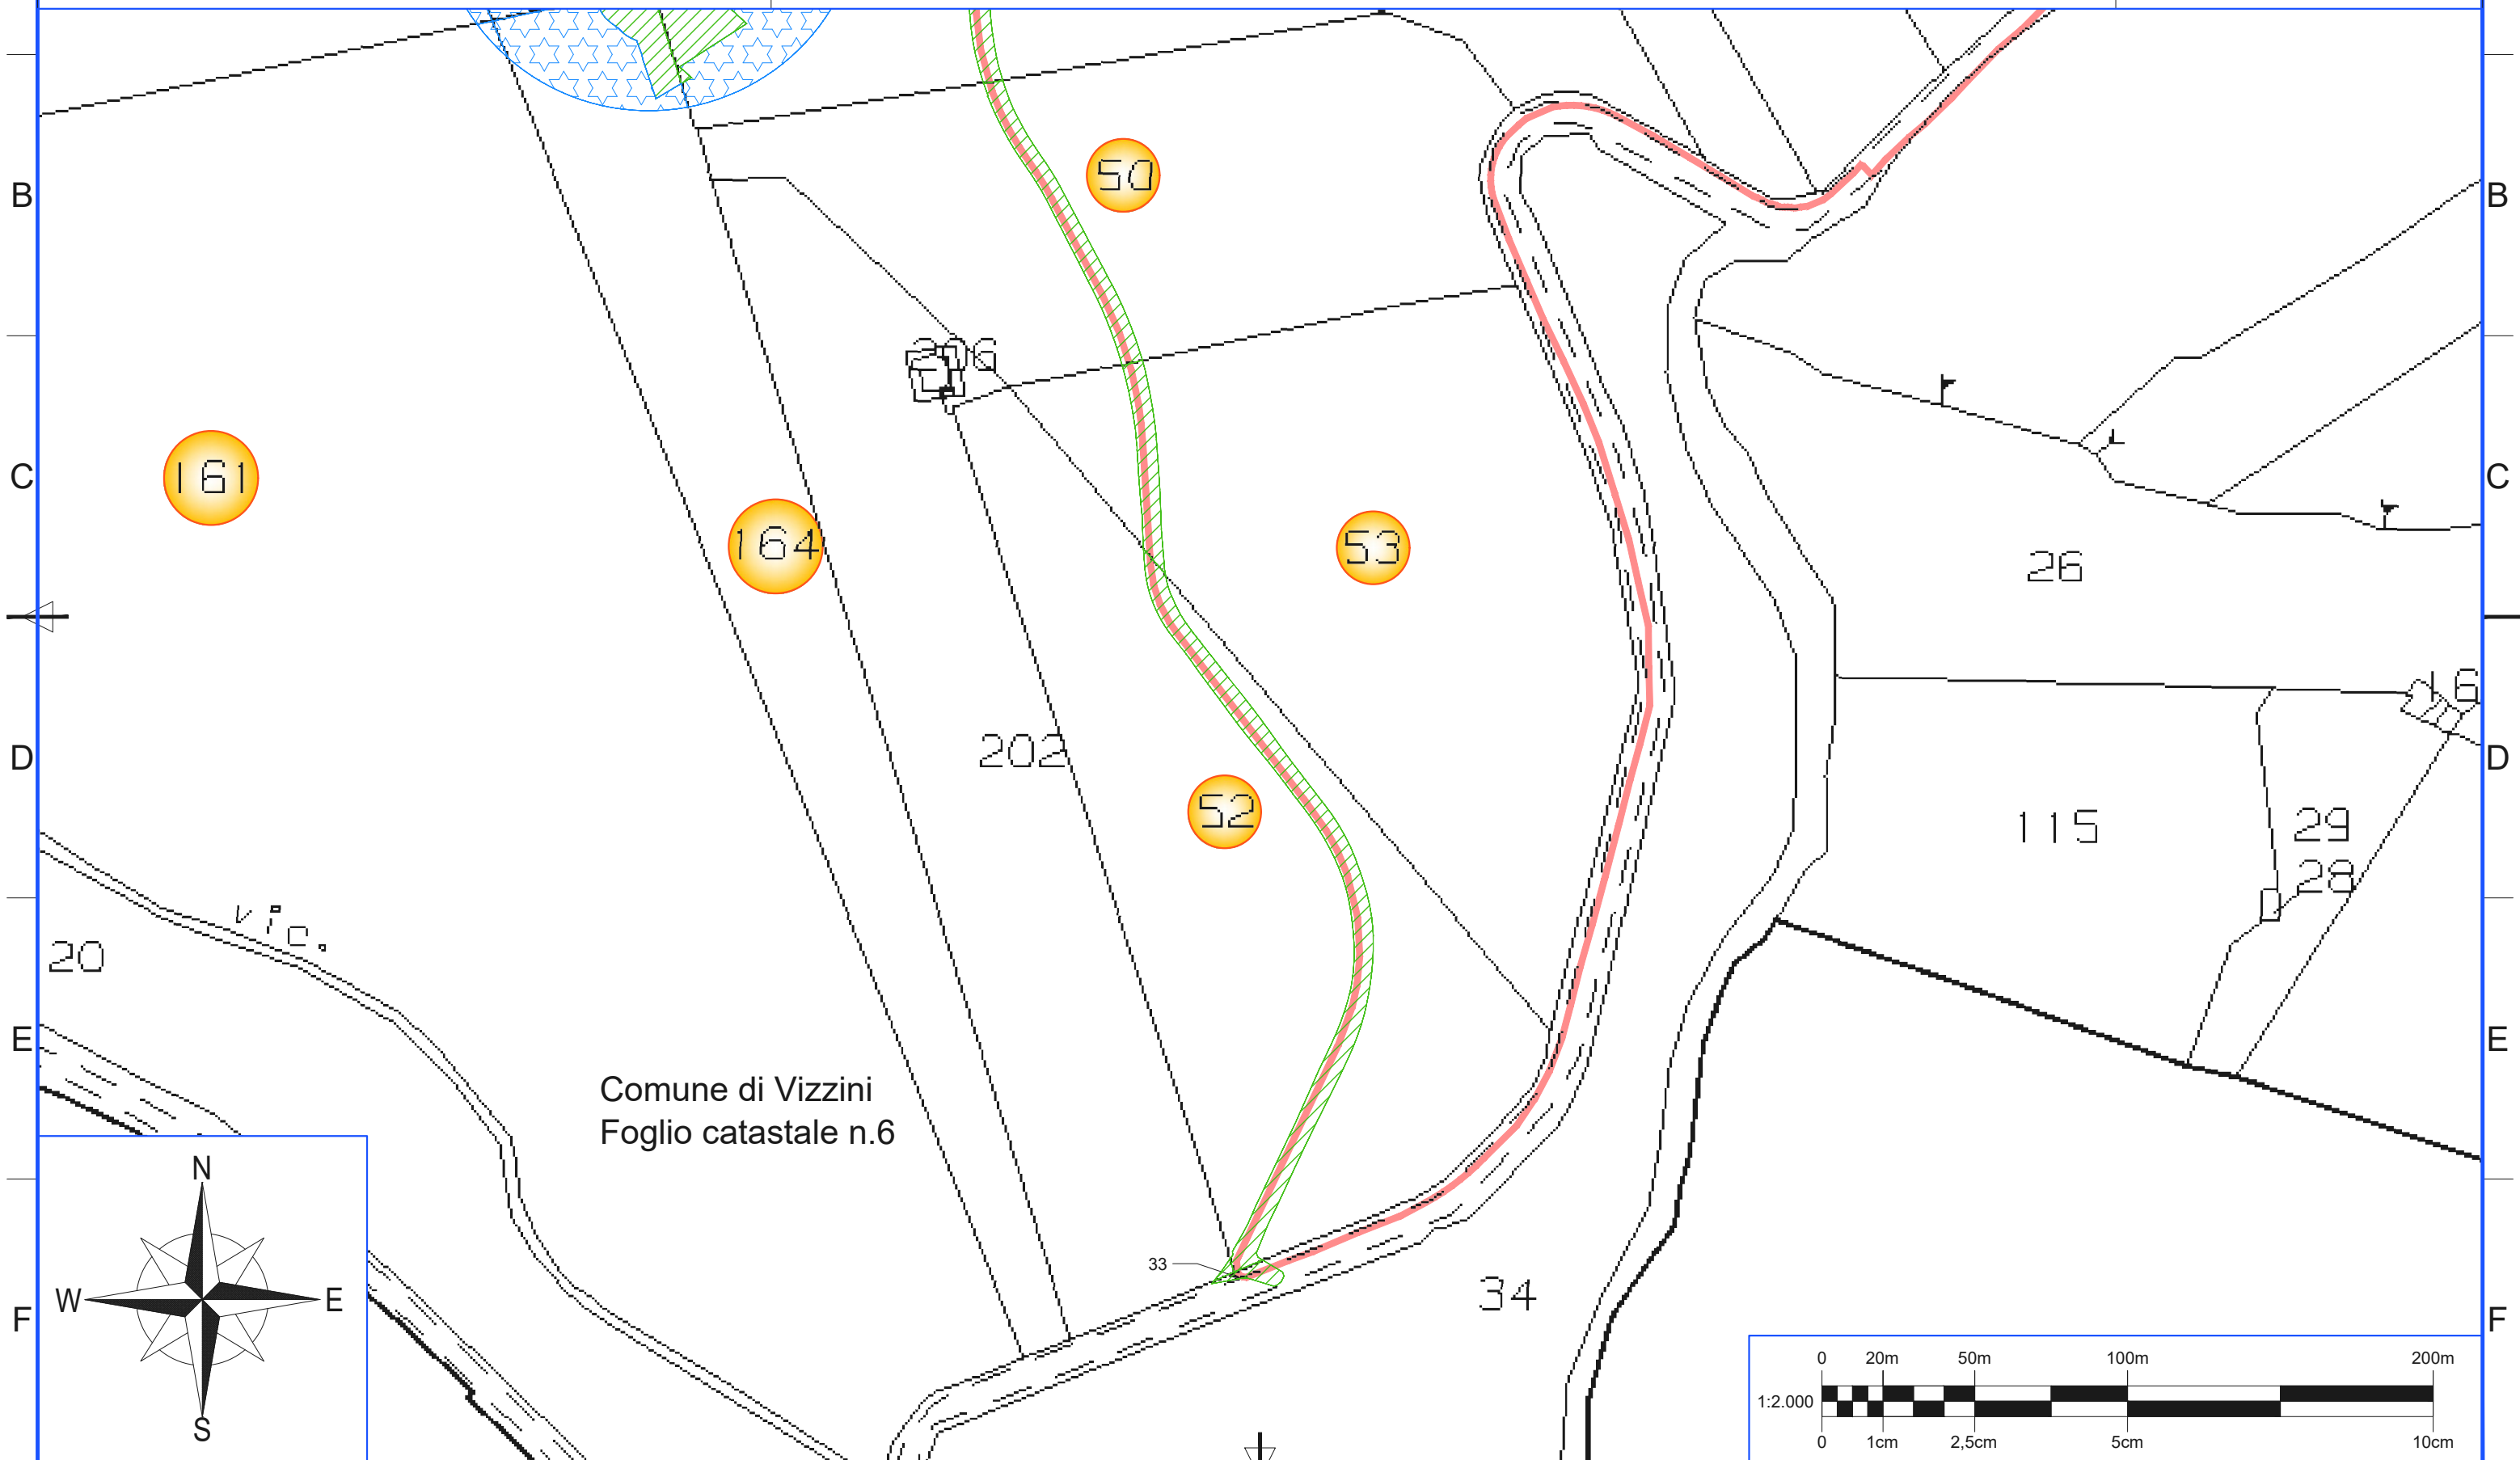 50
B
B
206
161
164
53
C
C
26
16
202
D
D
52
115
29
28
vic.
20
E
E
Comune di Vizzini
Foglio catastale n.6
N
33
W
E
34
F
F
0 20m 50m 100m 200m
1:2.000
S
0 1cm 2,5cm 5cm 10cm